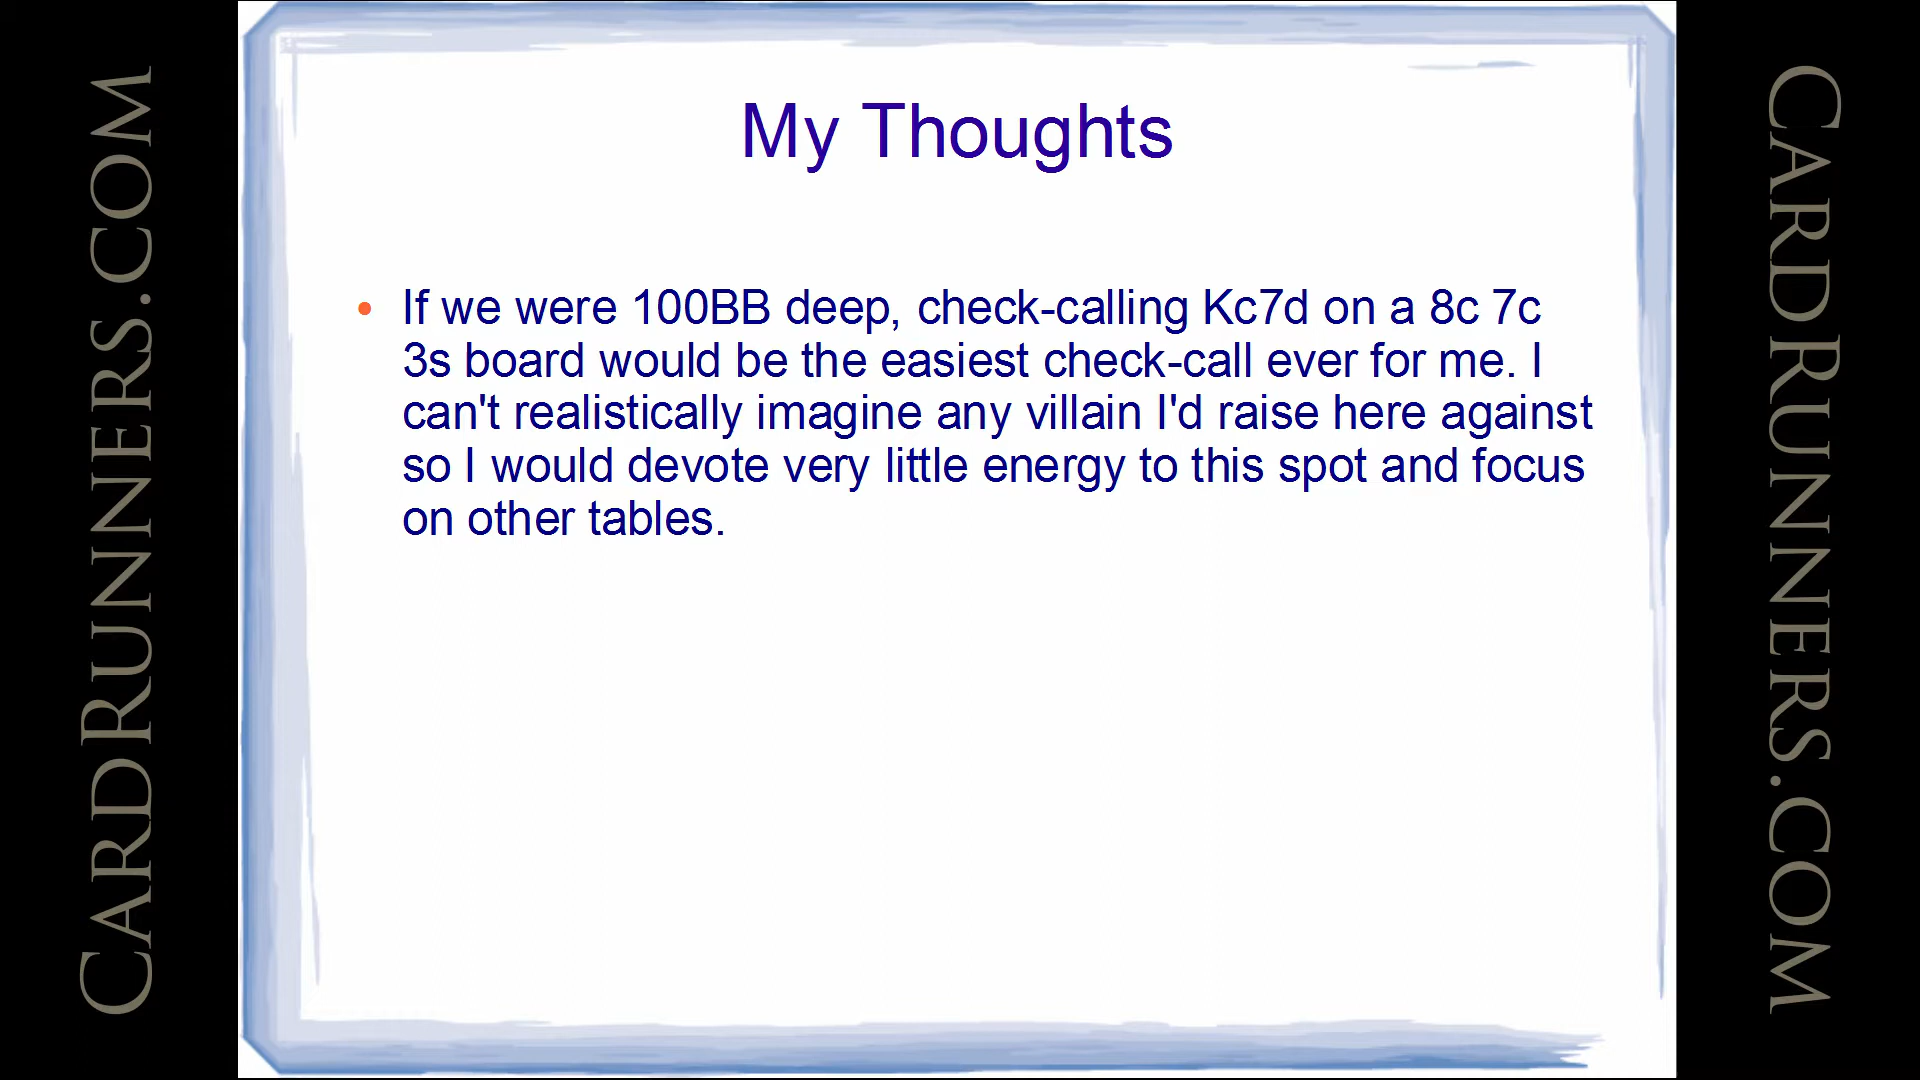 CARDRUNNERS.COM
My Thoughts
• If we were 100BB deep, check-calling Kc7d on a 8c 7c
3s board would be the easiest check-call ever for me. I
can't realistically imagine any villain I'd raise here against
so I would devote very little energy to this spot and focus
on other tables.
CARDRUNNERS.COM